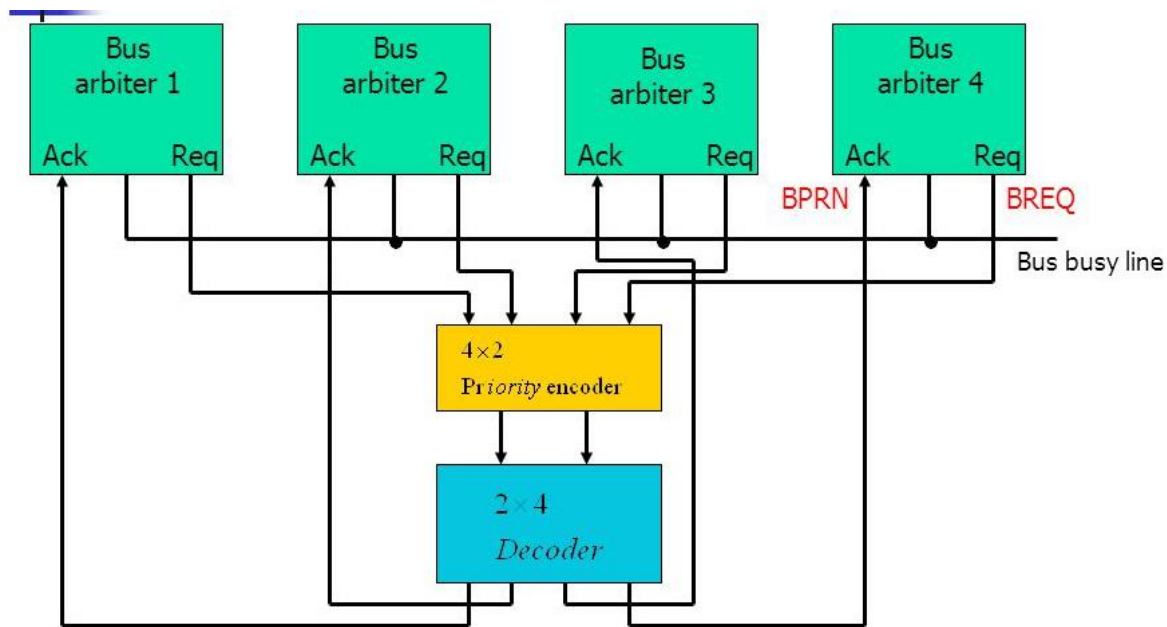 Bus
arbiter 1
Ack Req
Bus
arbiter 2
Ack Req
Bus
arbiter 3
Ack Req
Bus
arbiter 4
Ack Req
BPRN
BREQ
Bus busy line
4×2
Priority encoder
2×4
Decoder